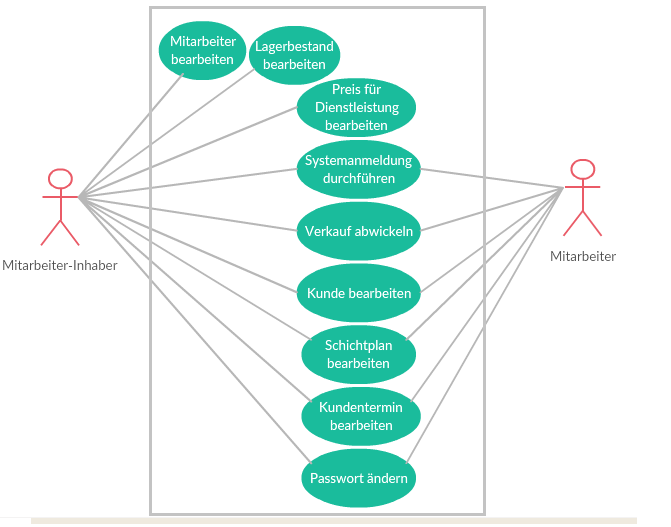 Mitarbeiter
bearbeiten
Lagerbestand
bearbeiten
Preis für
Dienstleistung
bearbeiten
Systemanmeldung
durchführen
Verkauf abwickeln
Kunde bearbeiten
Schichtplan
bearbeiten
Kundentermin
bearbeiten
Passwort ändern
Mitarbeiter-Inhaber
Mitarbeiter